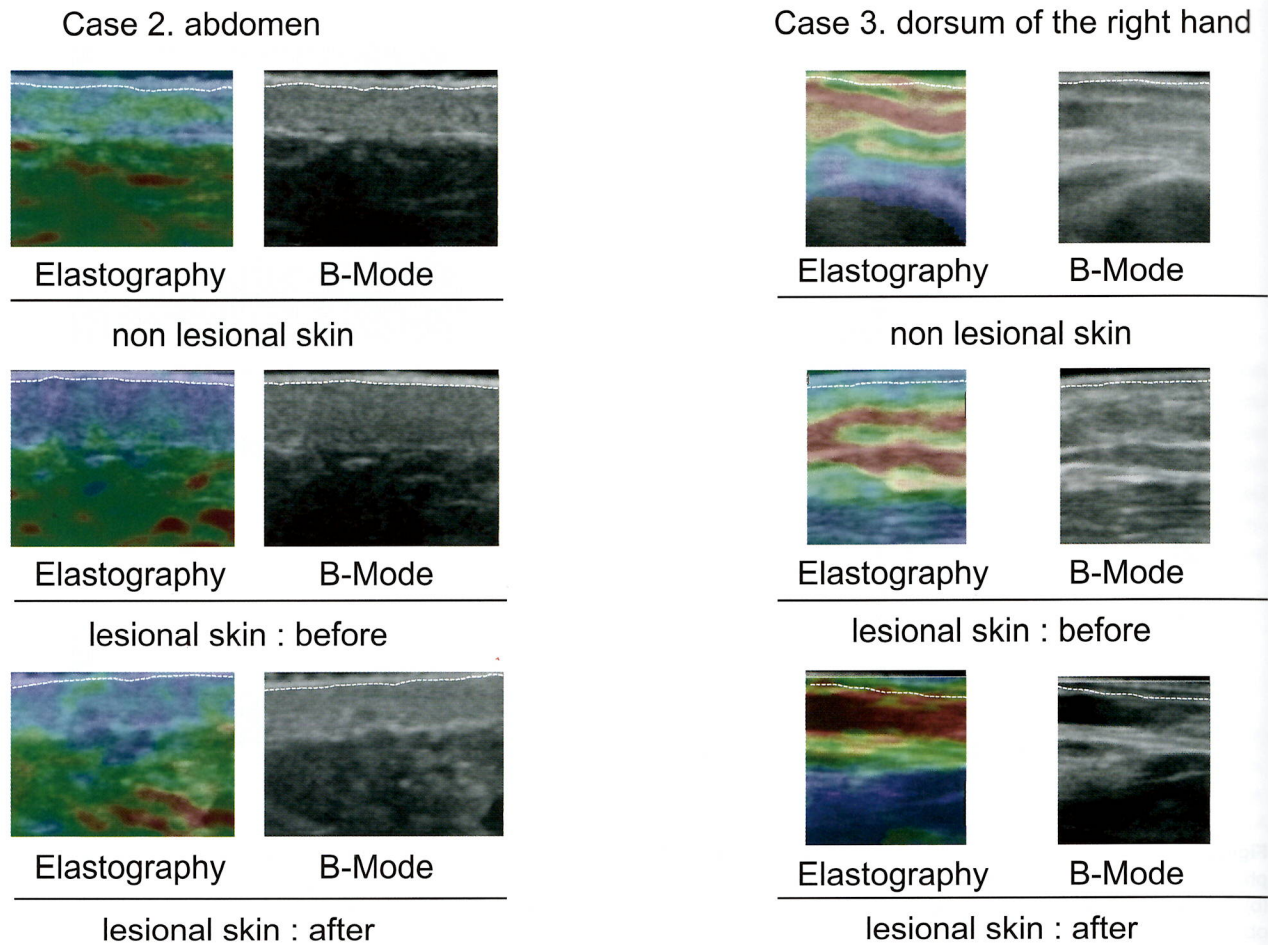 Case 2. abdomen
Elastography B-Mode
non lesional skin
Elastography B-Mode
lesional skin : before
Elastography B-Mode
lesional skin : after
Case 3. dorsum of the right hand
Elastography B-Mode
non lesional skin
Elastography B-Mode
lesional skin : before
Elastography B-Mode
lesional skin : after